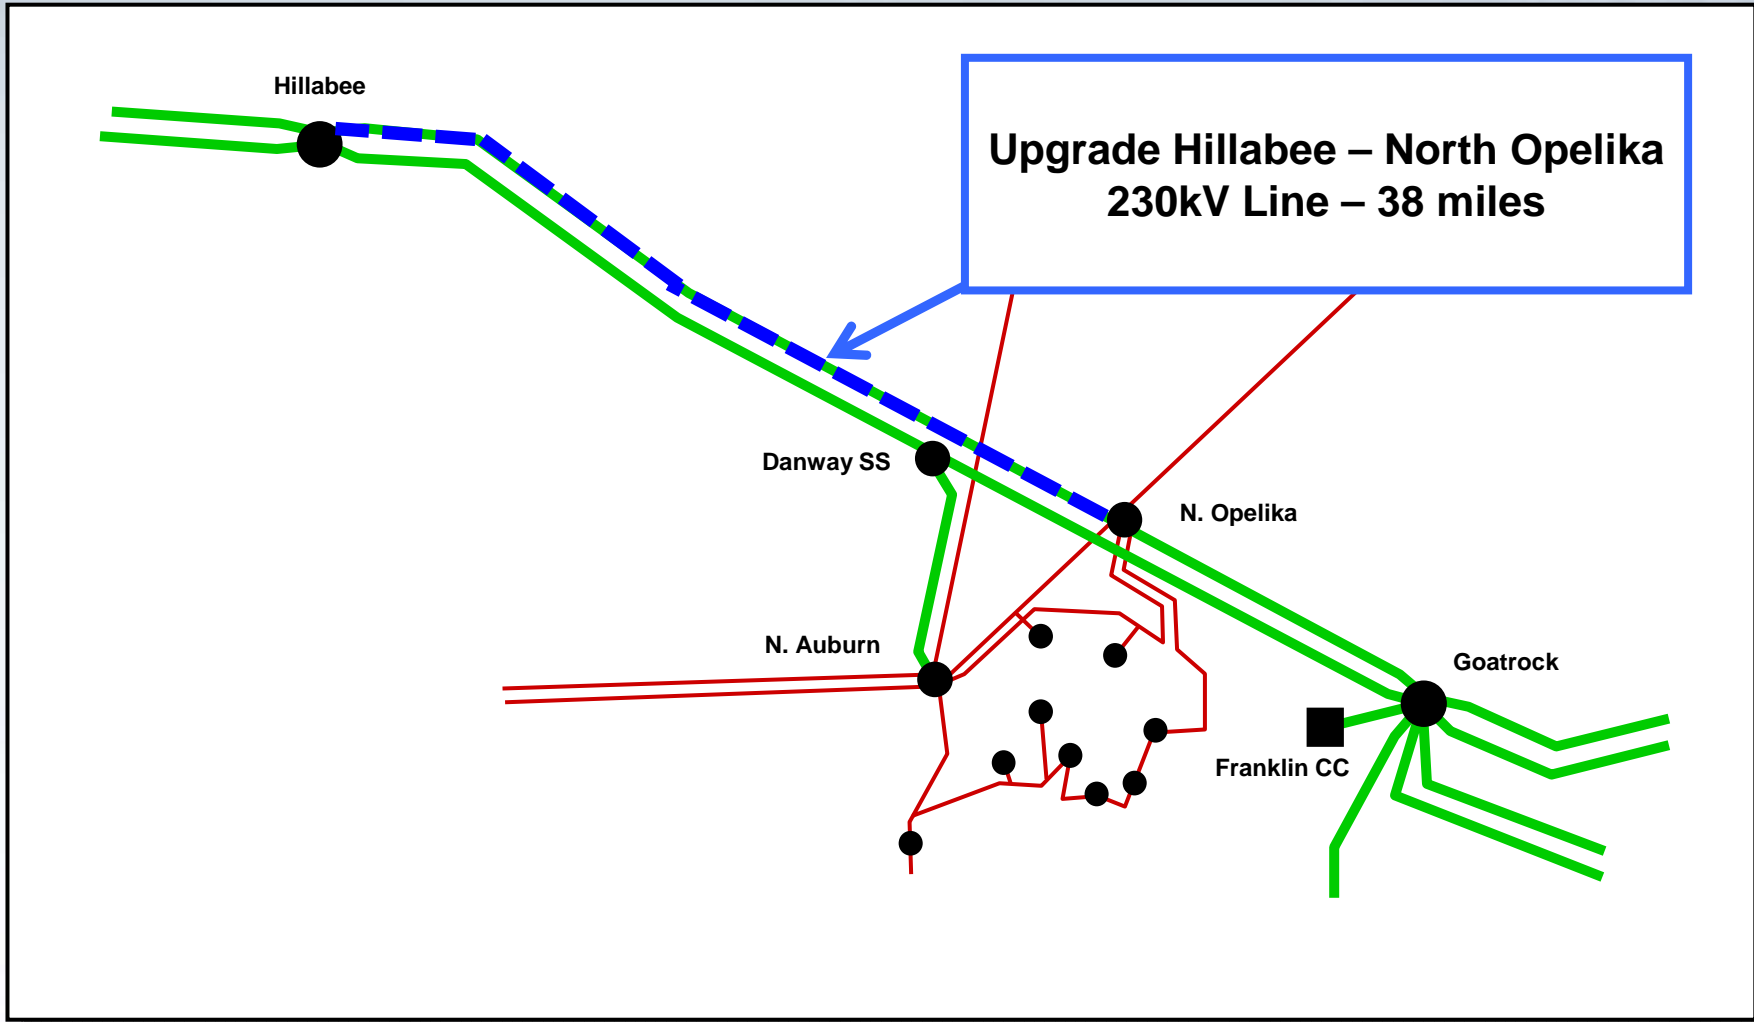 Hillabee
Upgrade Hillabee – North Opelika
230kV Line – 38 miles
Danway SS
N. Opelika
N. Auburn
Goatrock
Franklin CC